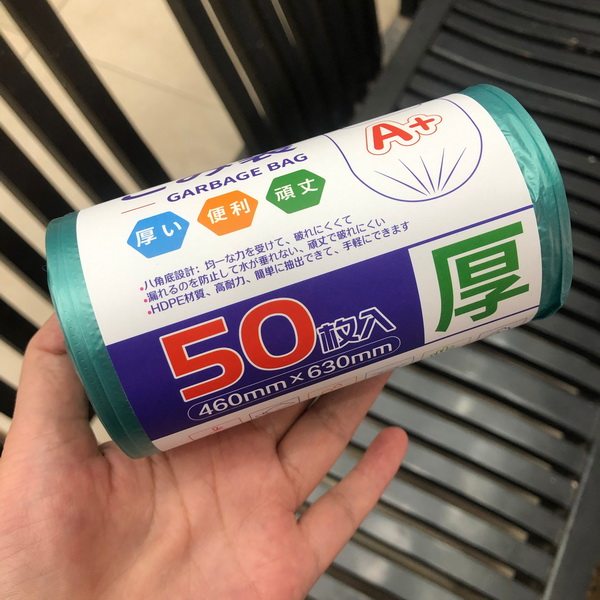 ごみ袋
GARBAGE BAG
A+
厚い
便利
頑丈
八角底設計：均一な力を受けて、破れにくくて
漏れるのを防止して水が垂れない、頑丈で破れにくい
HDPE材質、高耐力、簡単に抽出できて、手軽にできます
50枚入
460mm×630mm
厚